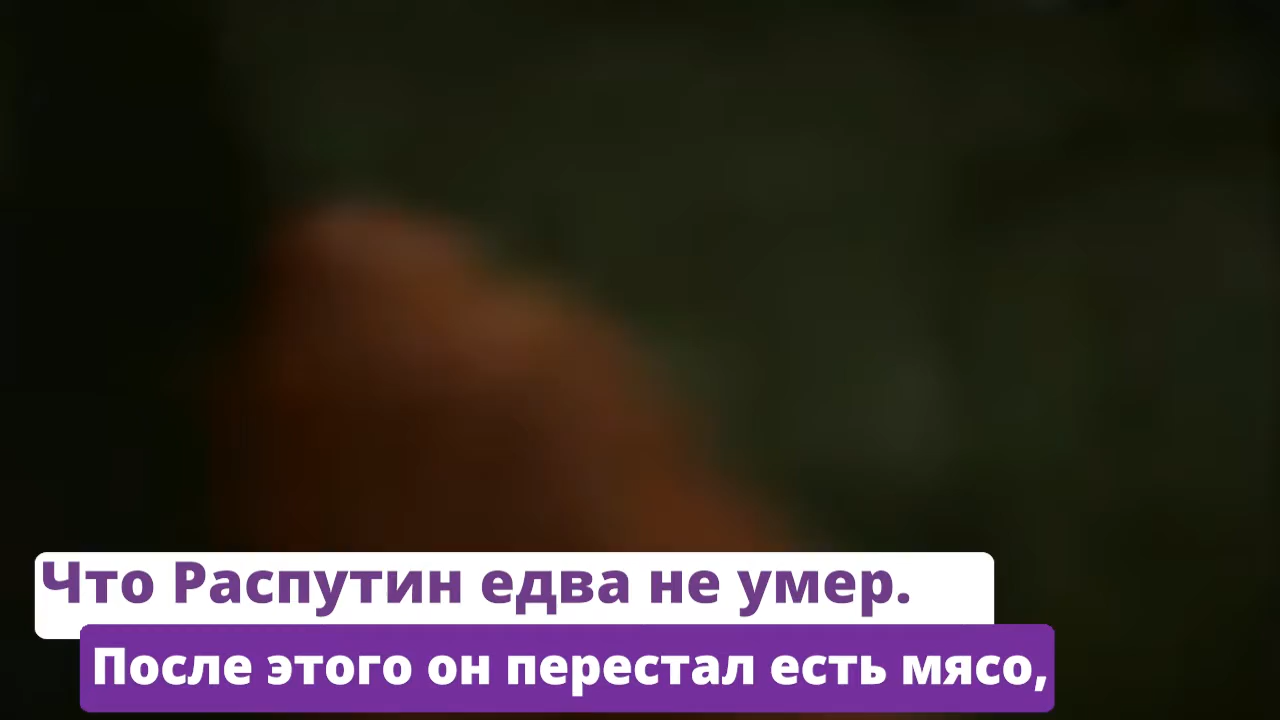 Что Распутин едва не умер.
После этого он перестал есть мясо,